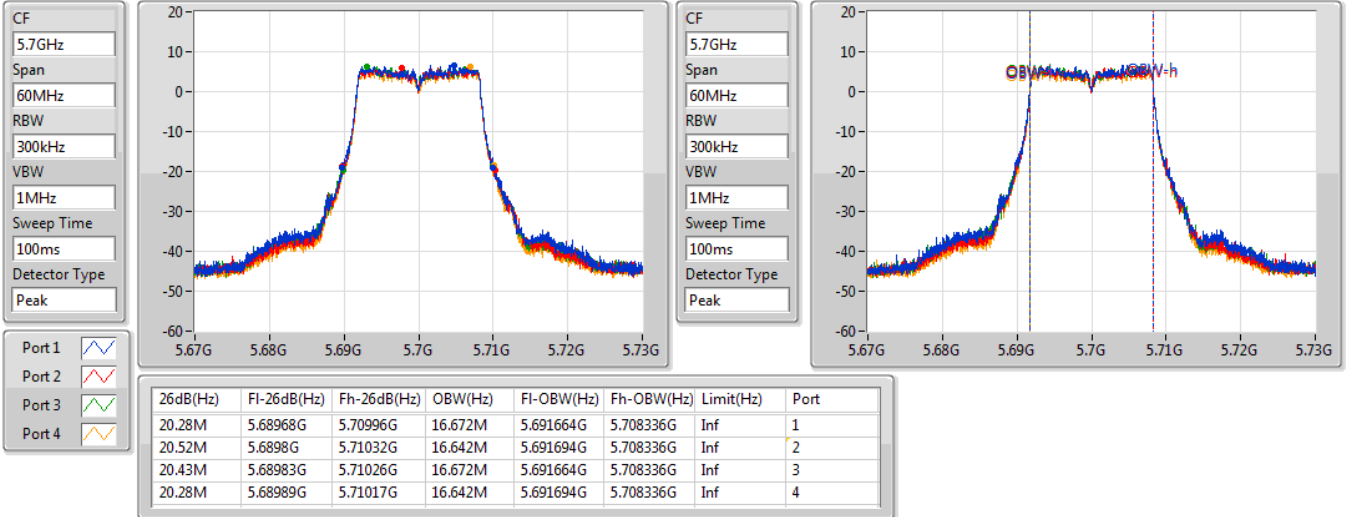 CF
5.7GHz
Span
60MHz
RBW
300kHz
VBW
1MHz
Sweep Time
100ms
Detector Type
Peak
20
10
0
-10
-20
-30
-40
-50
-60
5.67G 5.68G 5.69G 5.7G 5.71G 5.72G 5.73G
CF
5.7GHz
Span
60MHz
RBW
300kHz
VBW
1MHz
Sweep Time
100ms
Detector Type
Peak
20
10
0
-10
-20
-30
-40
-50
-60
OBW-h
5.67G 5.68G 5.69G 5.7G 5.71G 5.72G 5.73G
Port 1
Port 2
Port 3
Port 4
26dB(Hz) Fl-26dB(Hz) Fh-26dB(Hz) OBW(Hz) Fl-OBW(Hz) Fh-OBW(Hz) Limit(Hz) Port
20.28M 5.68968G 5.70996G 16.672M 5.691664G 5.708336G Inf 1
20.52M 5.6898G 5.71032G 16.642M 5.691694G 5.708336G Inf 2
20.43M 5.68983G 5.71026G 16.672M 5.691664G 5.708336G Inf 3
20.28M 5.68989G 5.71017G 16.642M 5.691694G 5.708336G Inf 4